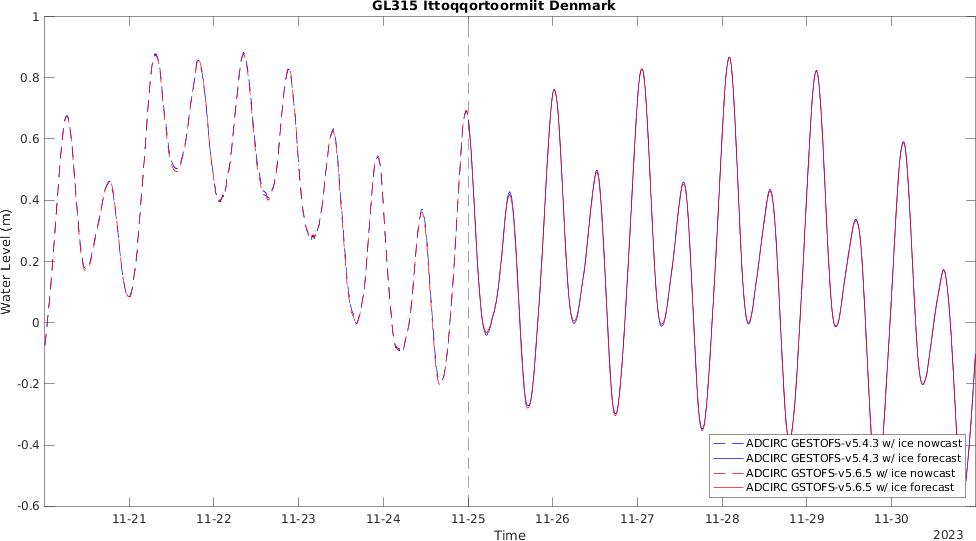 GL315 Ittoqqortoormiit Denmark
1
0.8
0.6
0.4
0.2
0
-0.2
-0.4
-0.6
Water Level (m)
ADCIRC GESTOFS-v5.4.3 w/ ice nowcast
ADCIRC GESTOFS-v5.4.3 w/ ice forecast
ADCIRC GSTOFS-v5.6.5 w/ ice nowcast
ADCIRC GSTOFS-v5.6.5 w/ ice forecast
11-21 11-22 11-23 11-24 11-25 11-26 11-27 11-28 11-29 11-30
Time
2023